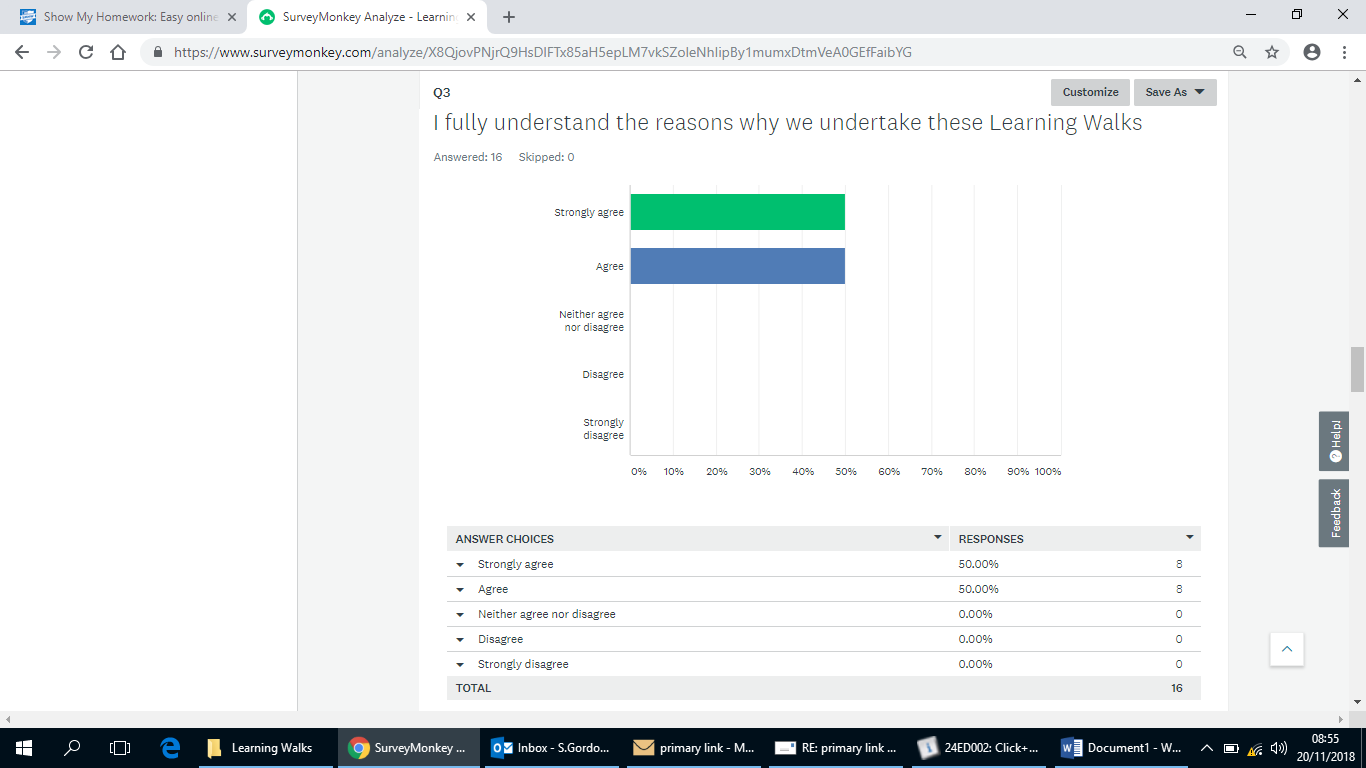 Show My Homework: Easy online
SurveyMonkey Analyze - Learning
https://www.surveymonkey.com/analyze/X8QjovPNjrQ9HsDIFTx85aH5epLM7vkSZoIeNhIipBy1mumxDtmVeA0GEfFaibYG
Q3
Customize
Save As
I fully understand the reasons why we undertake these Learning Walks
Answered: 16 Skipped: 0
Strongly agree
Agree
Neither agree
nor disagree
Disagree
Strongly
disagree
0% 10% 20% 30% 40% 50% 60% 70% 80% 90% 100%
Help!
Feedback
ANSWER CHOICES RESPONSES
Strongly agree 50.00% 8
Agree 50.00% 8
Neither agree nor disagree 0.00% 0
Disagree 0.00% 0
Strongly disagree 0.00% 0
TOTAL 16
Learning Walks
SurveyMonkey ...
Inbox - S.Gordo...
primary link - M...
RE: primary link ...
24ED002: Click+...
Document1 - W...
08:55
20/11/2018